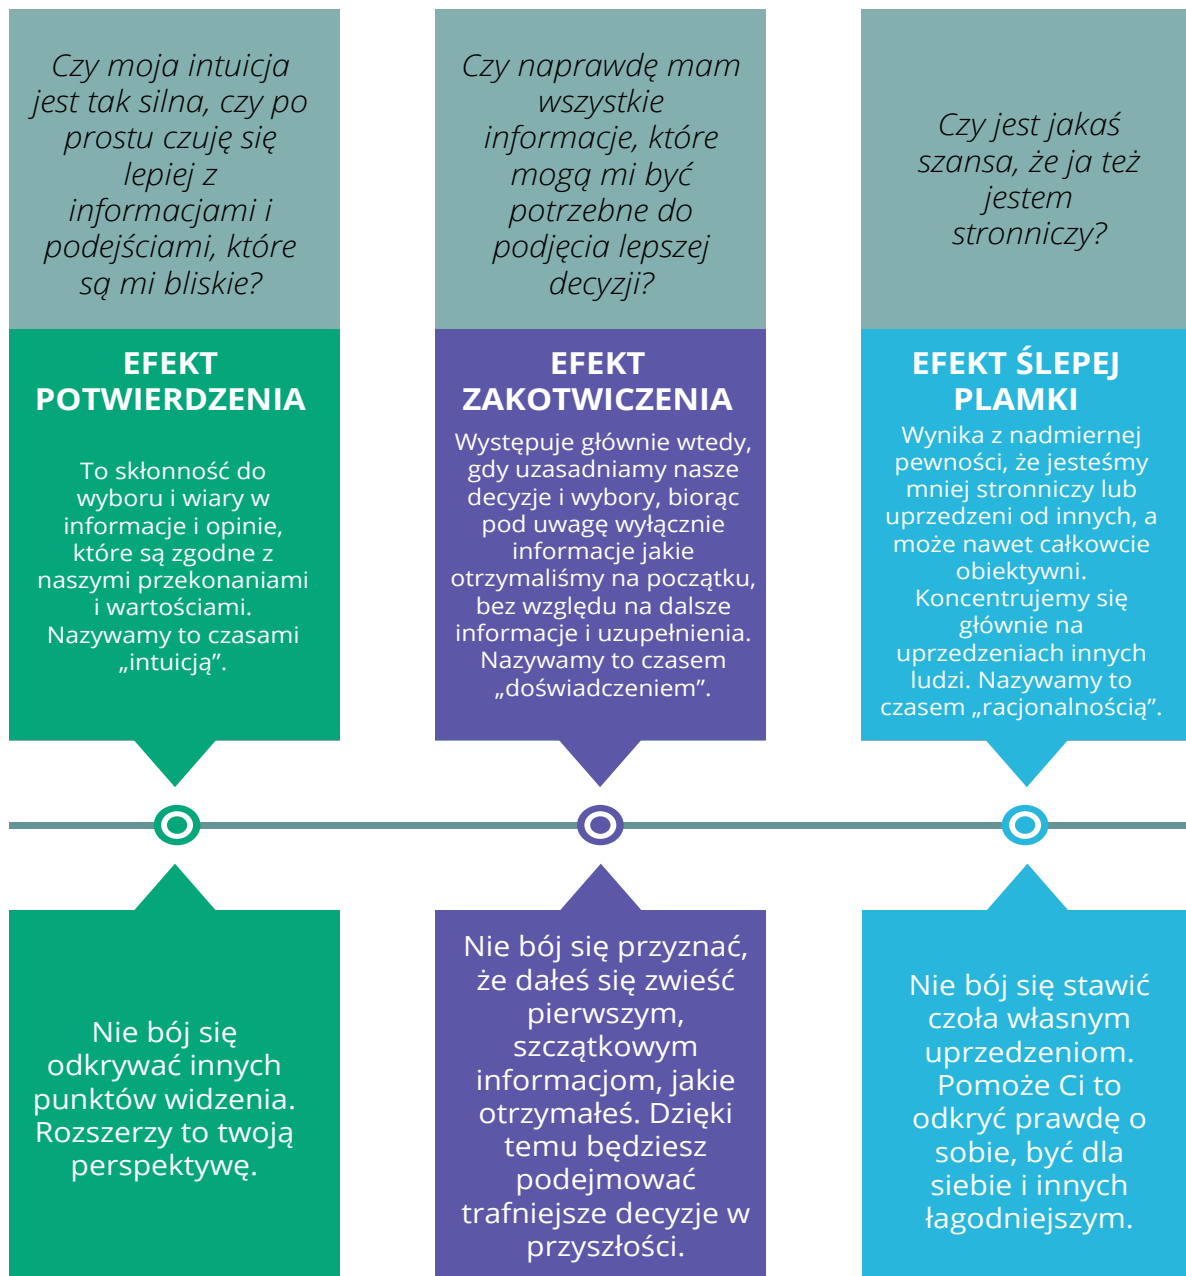 Czy moja intuicja
jest tak silna, czy po
prostu czuję się
lepiej z
informacjami i
podejściami, które
są mi bliskie?
EFEKT
POTWIERDZENIA
To skłonność do
wyboru i wiary w
informacje i opinie,
które są zgodne z
naszymi przekonaniami
i wartościami.
Nazywamy to czasami
„intuicją”.
Nie bój się
odkrywać innych
punktów widzenia.
Rozszerzy to twoją
perspektywę.
Czy naprawdę mam
wszystkie
informacje, które
mogą mi być
potrzebne do
podjęcia lepszej
decyzji?
EFEKT
ZAKOTWICZENIA
Występuje głównie wtedy,
gdy uzasadniamy nasze
decyzje i wybory, biorąc
pod uwagę wyłącznie
informacje jakie
otrzymaliśmy na początku,
bez względu na dalsze
informacje i uzupełnienia.
Nazywamy to czasem
„doświadczeniem”.
Nie bój się przyznać,
że dałeś się zwieść
pierwszym,
szczątkowym
informacjom, jakie
otrzymałeś. Dzięki
temu będziesz
podejmować
trafniejsze decyzje w
przyszłości.
Czy jest jakaś
szansa, że ja też
jestem
stronniczy?
EFEKT ŚLEPEJ
PLAMKI
Wynika z nadmiernej
pewności, że jesteśmy
mniej stronniczy lub
uprzedzeni od innych, a
może nawet całkowcie
obiektywni.
Koncentrujemy się
głównie na
uprzedzeniach innych
ludzi. Nazywamy to
czasem „racjonalnością”.
Nie bój się stawić
czoła własnym
uprzedzeniom.
Pomoże Ci to
odkryć prawdę o
sobie, być dla
siebie i innych
łagodniejszym.